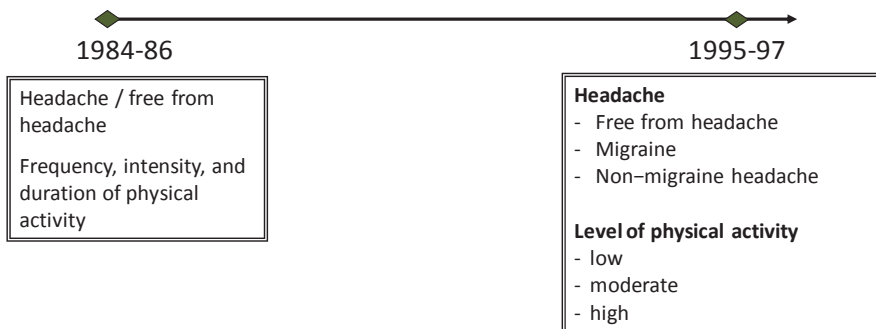 1984-86
1995-97
Headache / free from
headache
Frequency, intensity, and
duration of physical
activity
Headache
- Free from headache
- Migraine
- Non−migraine headache
Level of physical activity
- low
- moderate
- high